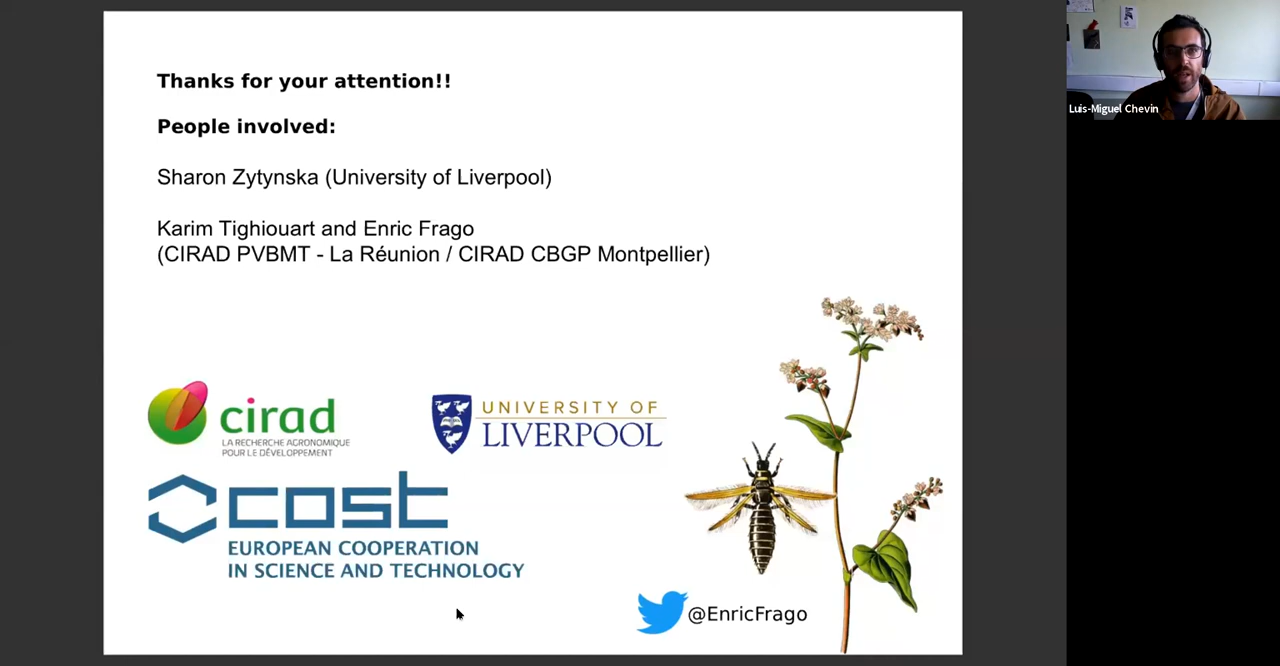 Thanks for your attention!!
People involved:
Sharon Zytynska (University of Liverpool)
Karim Tighiouart and Enric Frago
(CIRAD PVBMT - La Réunion / CIRAD CBGP Montpellier)
cirad
LA RECHERCHE AGRONOMIQUE
POUR LE DÉVELOPPEMENT
UNIVERSITY OF
LIVERPOOL
cost
EUROPEAN COOPERATION
IN SCIENCE AND TECHNOLOGY
@EnricFrago
Luis-Miguel Chevin